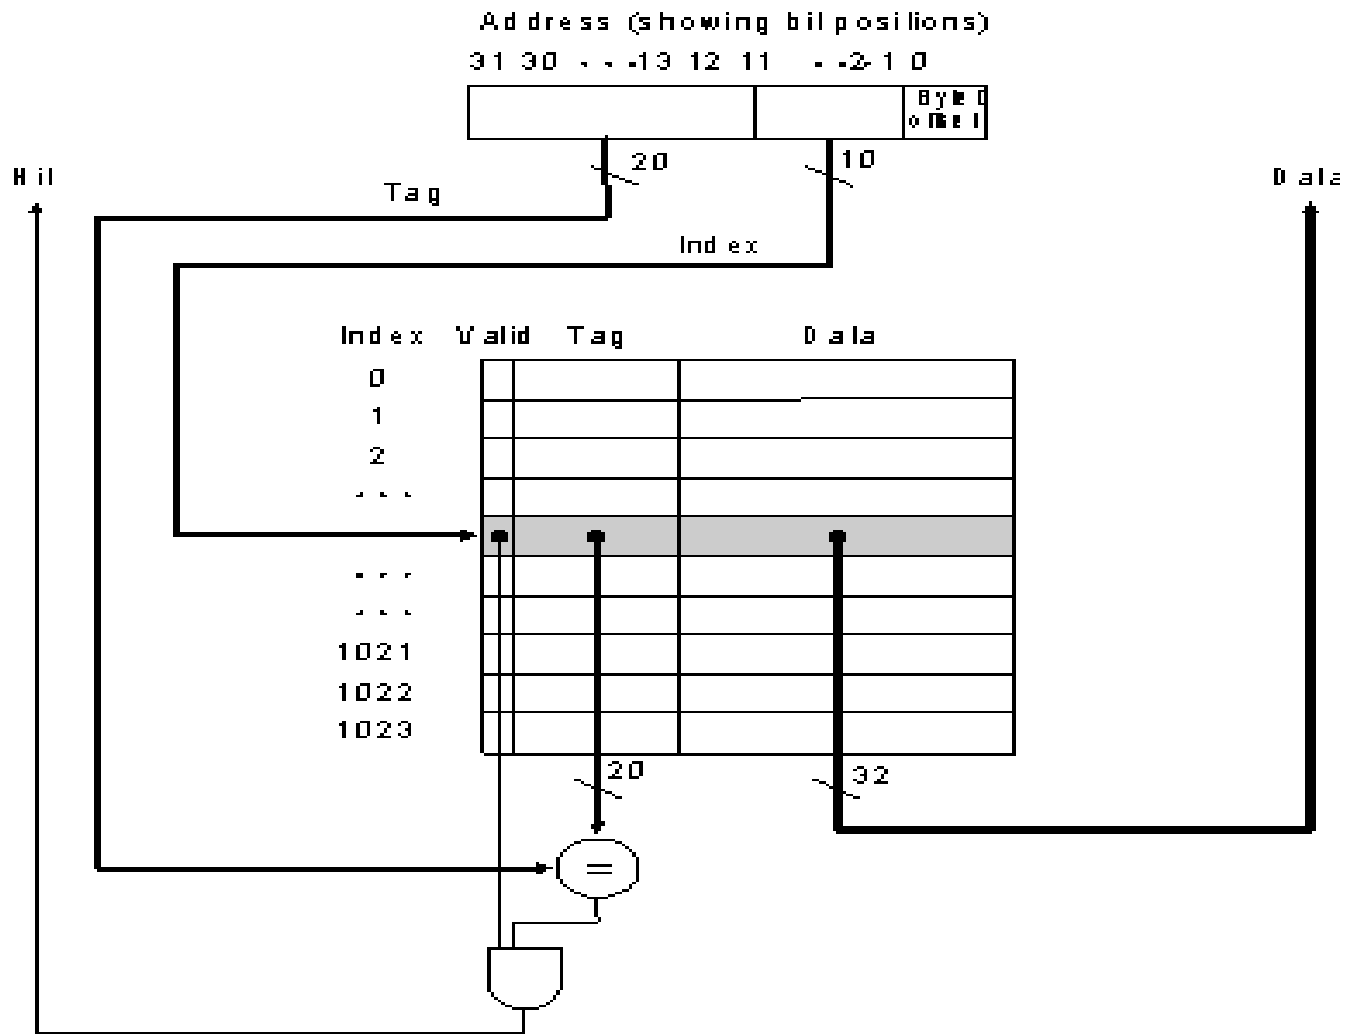 Address (showing bit positions)
31 30 · · ·13 12 11 · ·2 1 0
Byte
offset
20
10
Hit
Data
Tag
Index
Index Valid Tag Data
0
1
2
· · ·
· · ·
· · ·
1021
1022
1023
20
32
=